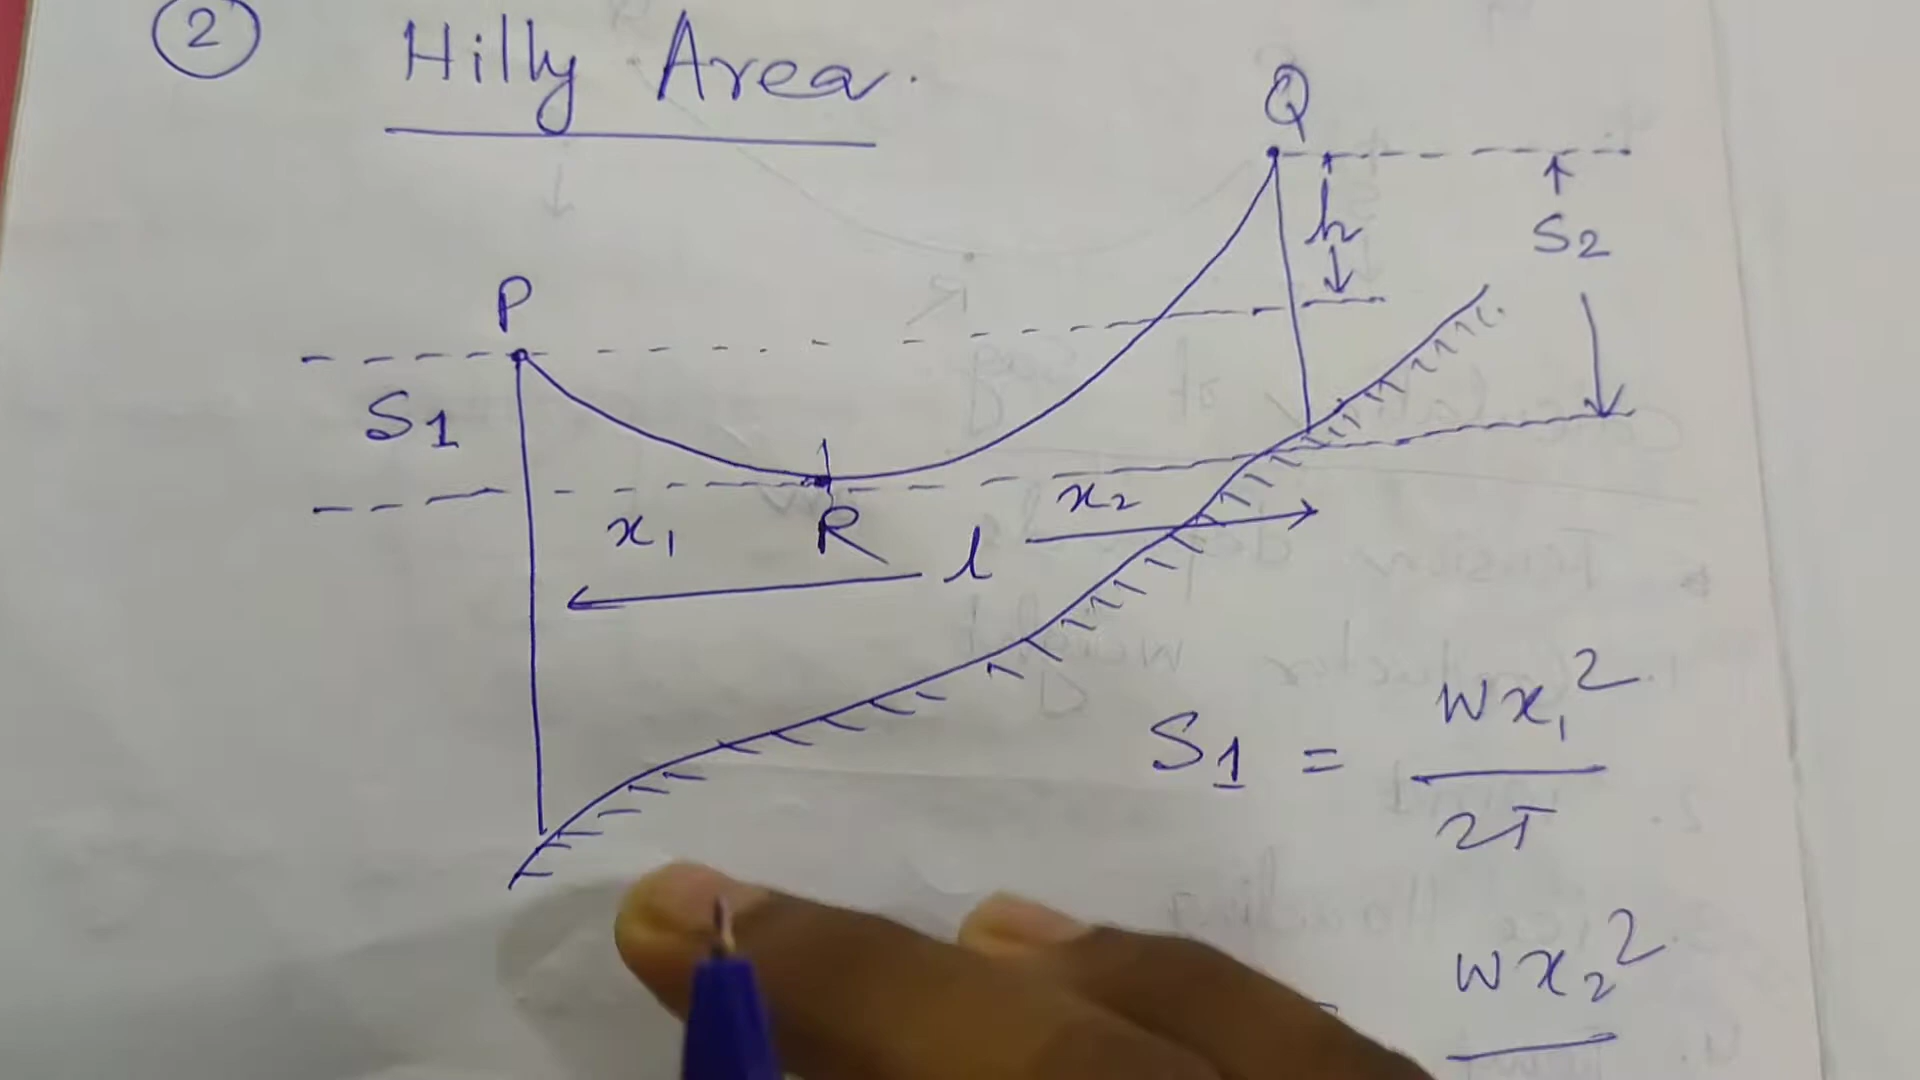 2 Hilly Area.
Q
h
S2
P
S1
x₁
R
l
x₂
S1 = wx₁²
2T
wx₂²